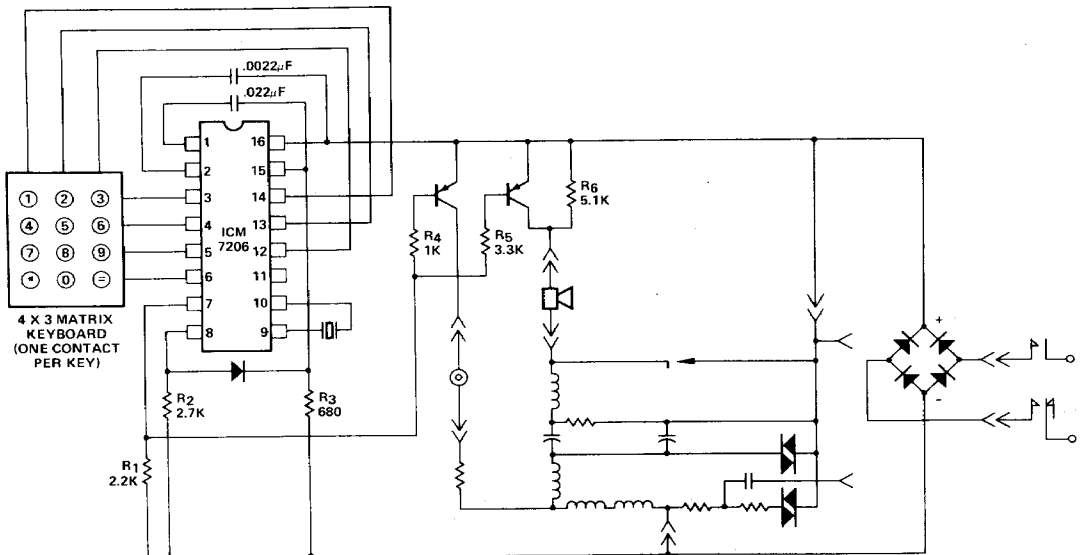 .0022μF
.022μF
1 16
2 15
3 14
4 13
5 12
6 11
7 10
8 9
ICM
7206
1 2 3
4 5 6
7 8 9
* 0 =
4 X 3 MATRIX
KEYBOARD
(ONE CONTACT
PER KEY)
R4
1K
R5
3.3K
R6
5.1K
R2
2.7K
R3
680
R1
2.2K
+
-